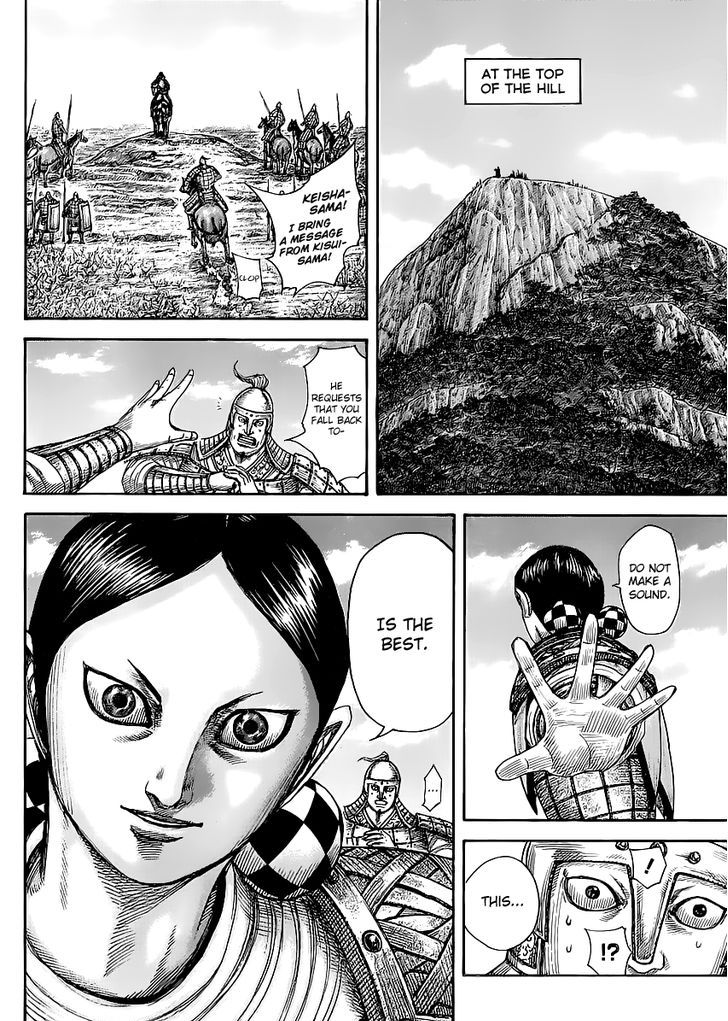 AT THE TOP
OF THE HILL
KEISHA-
SAMA!
I BRING
A MESSAGE
FROM KISUI-
SAMA!
CLOP
HE
REQUESTS
THAT YOU
FALL BACK
TO-
DO NOT
MAKE A
SOUND.
!
THIS...
!?
IS THE
BEST.
...